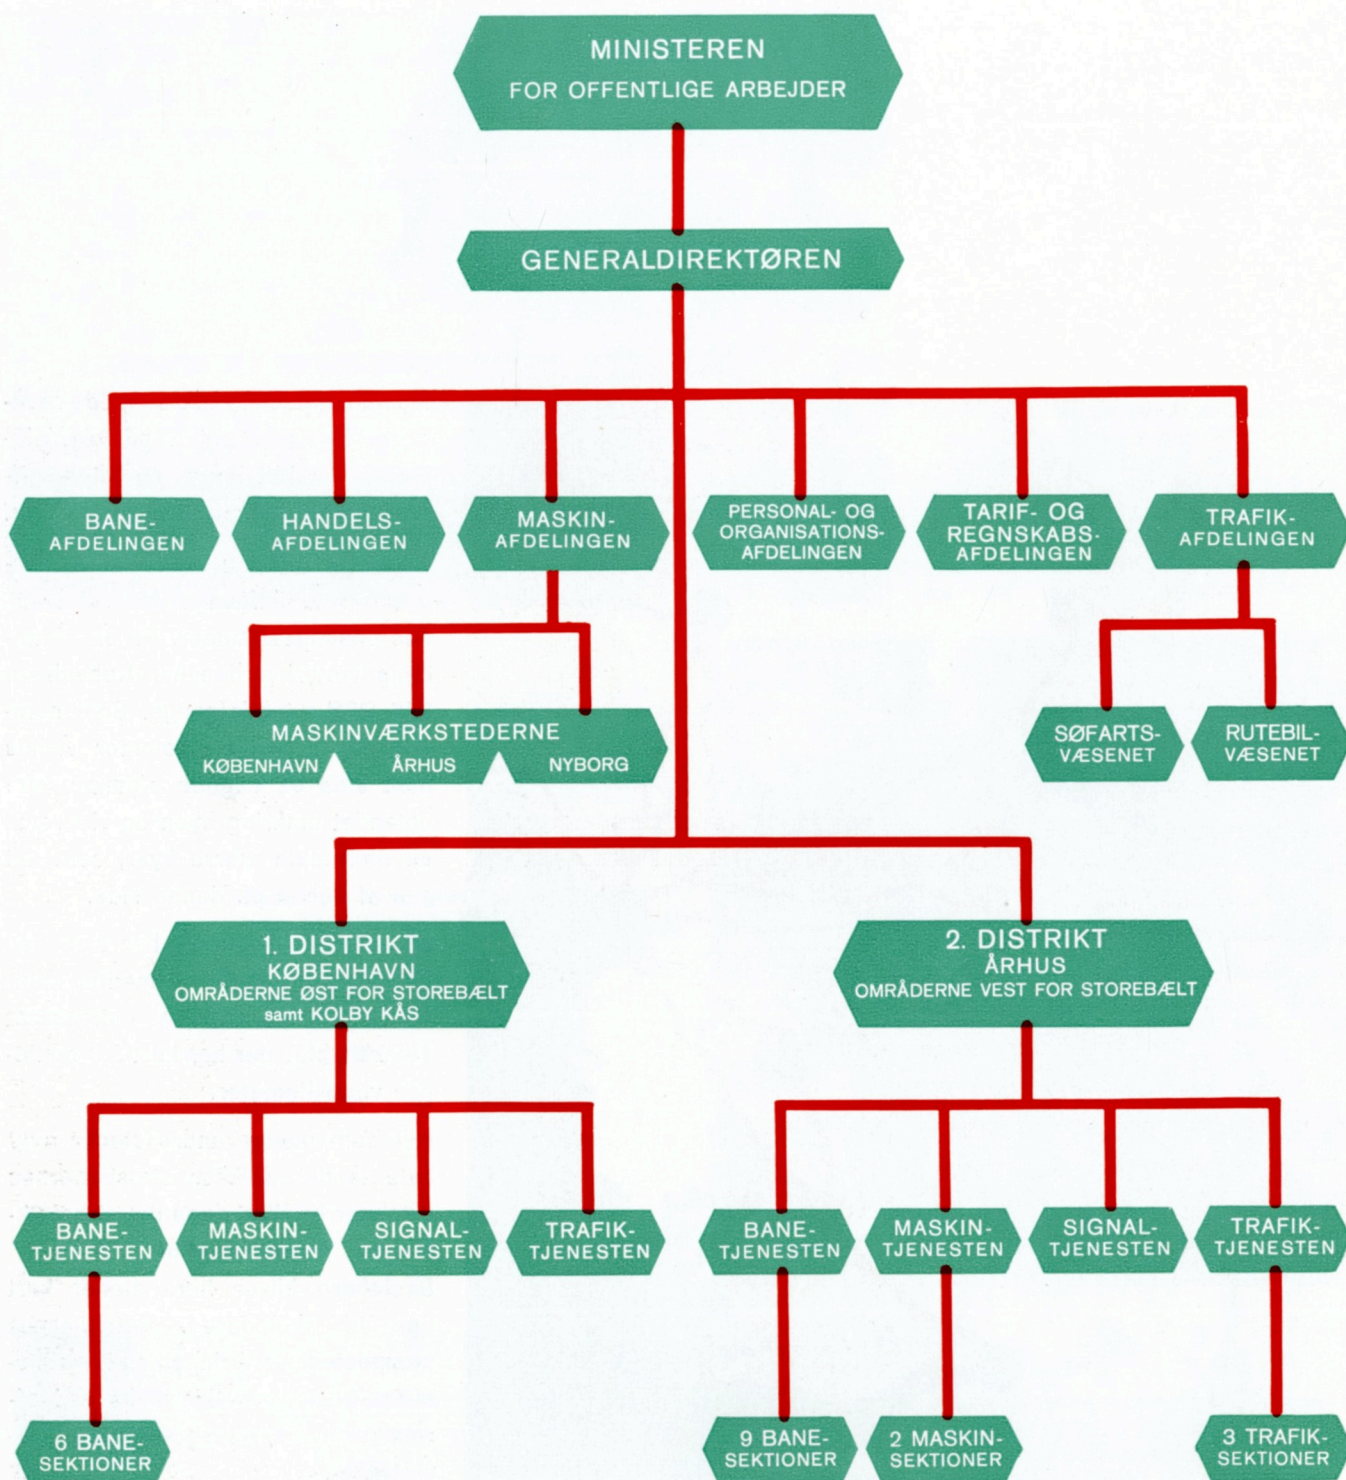 MINISTEREN
FOR OFFENTLIGE ARBEJDER
GENERALDIREKTØREN
BANE-
AFDELINGEN
HANDELS-
AFDELINGEN
MASKIN-
AFDELINGEN
PERSONAL- OG
ORGANISATIONS-
AFDELINGEN
TARIF- OG
REGNSKABS-
AFDELINGEN
TRAFIK-
AFDELINGEN
MASKINVÆRKSTEDERNE
KØBENHAVN ÅRHUS NYBORG
SØFARTS-
VÆSENET
RUTEBIL-
VÆSENET
1. DISTRIKT
KØBENHAVN
OMRÅDERNE ØST FOR STOREBÆLT
samt KOLBY KÅS
2. DISTRIKT
ÅRHUS
OMRÅDERNE VEST FOR STOREBÆLT
BANE-
TJENESTEN
MASKIN-
TJENESTEN
SIGNAL-
TJENESTEN
TRAFIK-
TJENESTEN
BANE-
TJENESTEN
MASKIN-
TJENESTEN
SIGNAL-
TJENESTEN
TRAFIK-
TJENESTEN
6 BANE-
SEKTIONER
9 BANE-
SEKTIONER
2 MASKIN-
SEKTIONER
3 TRAFIK-
SEKTIONER